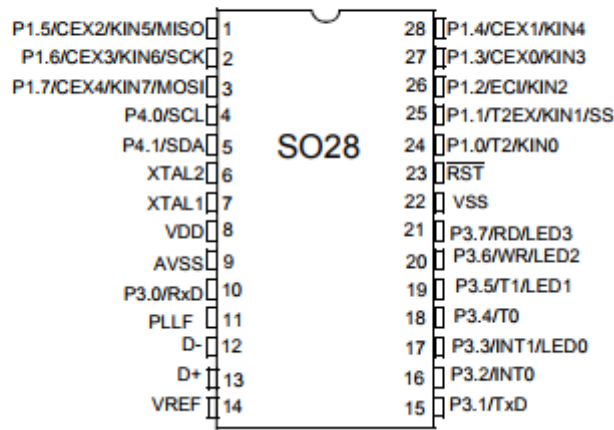 P1.5/CEX2/KIN5/MISO 1 28 P1.4/CEX1/KIN4
P1.6/CEX3/KIN6/SCK 2 27 P1.3/CEX0/KIN3
P1.7/CEX4/KIN7/MOSI 3 26 P1.2/ECI/KIN2
P4.0/SCL 4 25 P1.1/T2EX/KIN1/SS
P4.1/SDA 5 24 P1.0/T2/KIN0
SO28
XTAL2 6 23 RST
XTAL1 7 22 VSS
VDD 8 21 P3.7/RD/LED3
AVSS 9 20 P3.6/WR/LED2
P3.0/RxD 10 19 P3.5/T1/LED1
PLLF 11 18 P3.4/T0
D- 12 17 P3.3/INT1/LED0
D+ 13 16 P3.2/INT0
VREF 14 15 P3.1/TxD